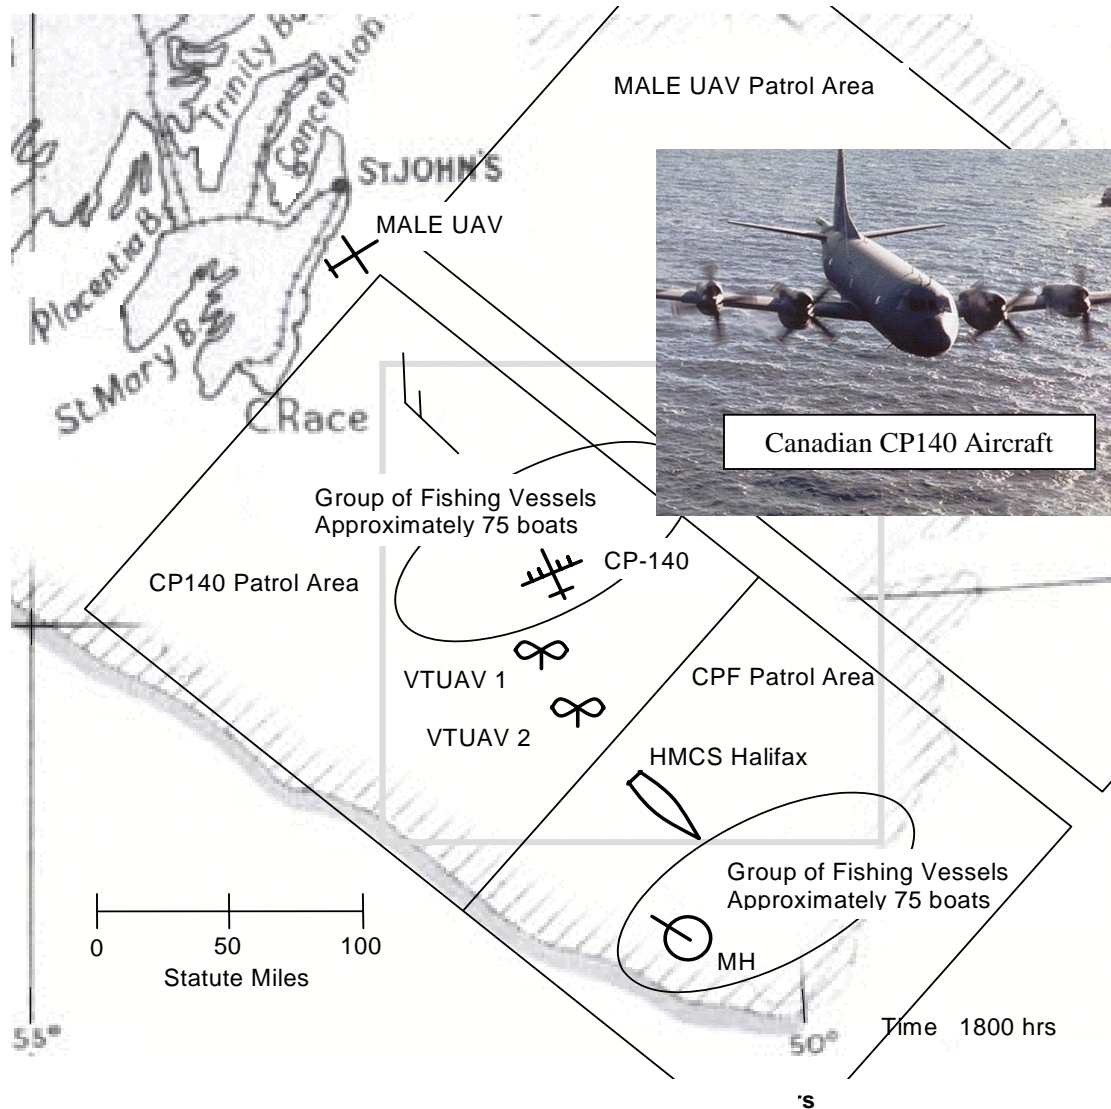 MALE UAV Patrol Area
Trinity
Conception
ST JOHN'S
MALE UAV
Placentia B.
St. Mary B.
C Race
Canadian CP140 Aircraft
Group of Fishing Vessels
Approximately 75 boats
CP-140
CP140 Patrol Area
VTUAV 1
CPF Patrol Area
VTUAV 2
HMCS Halifax
Group of Fishing Vessels
Approximately 75 boats
0 50 100
Statute Miles
MH
55°
50°
Time 1800 hrs